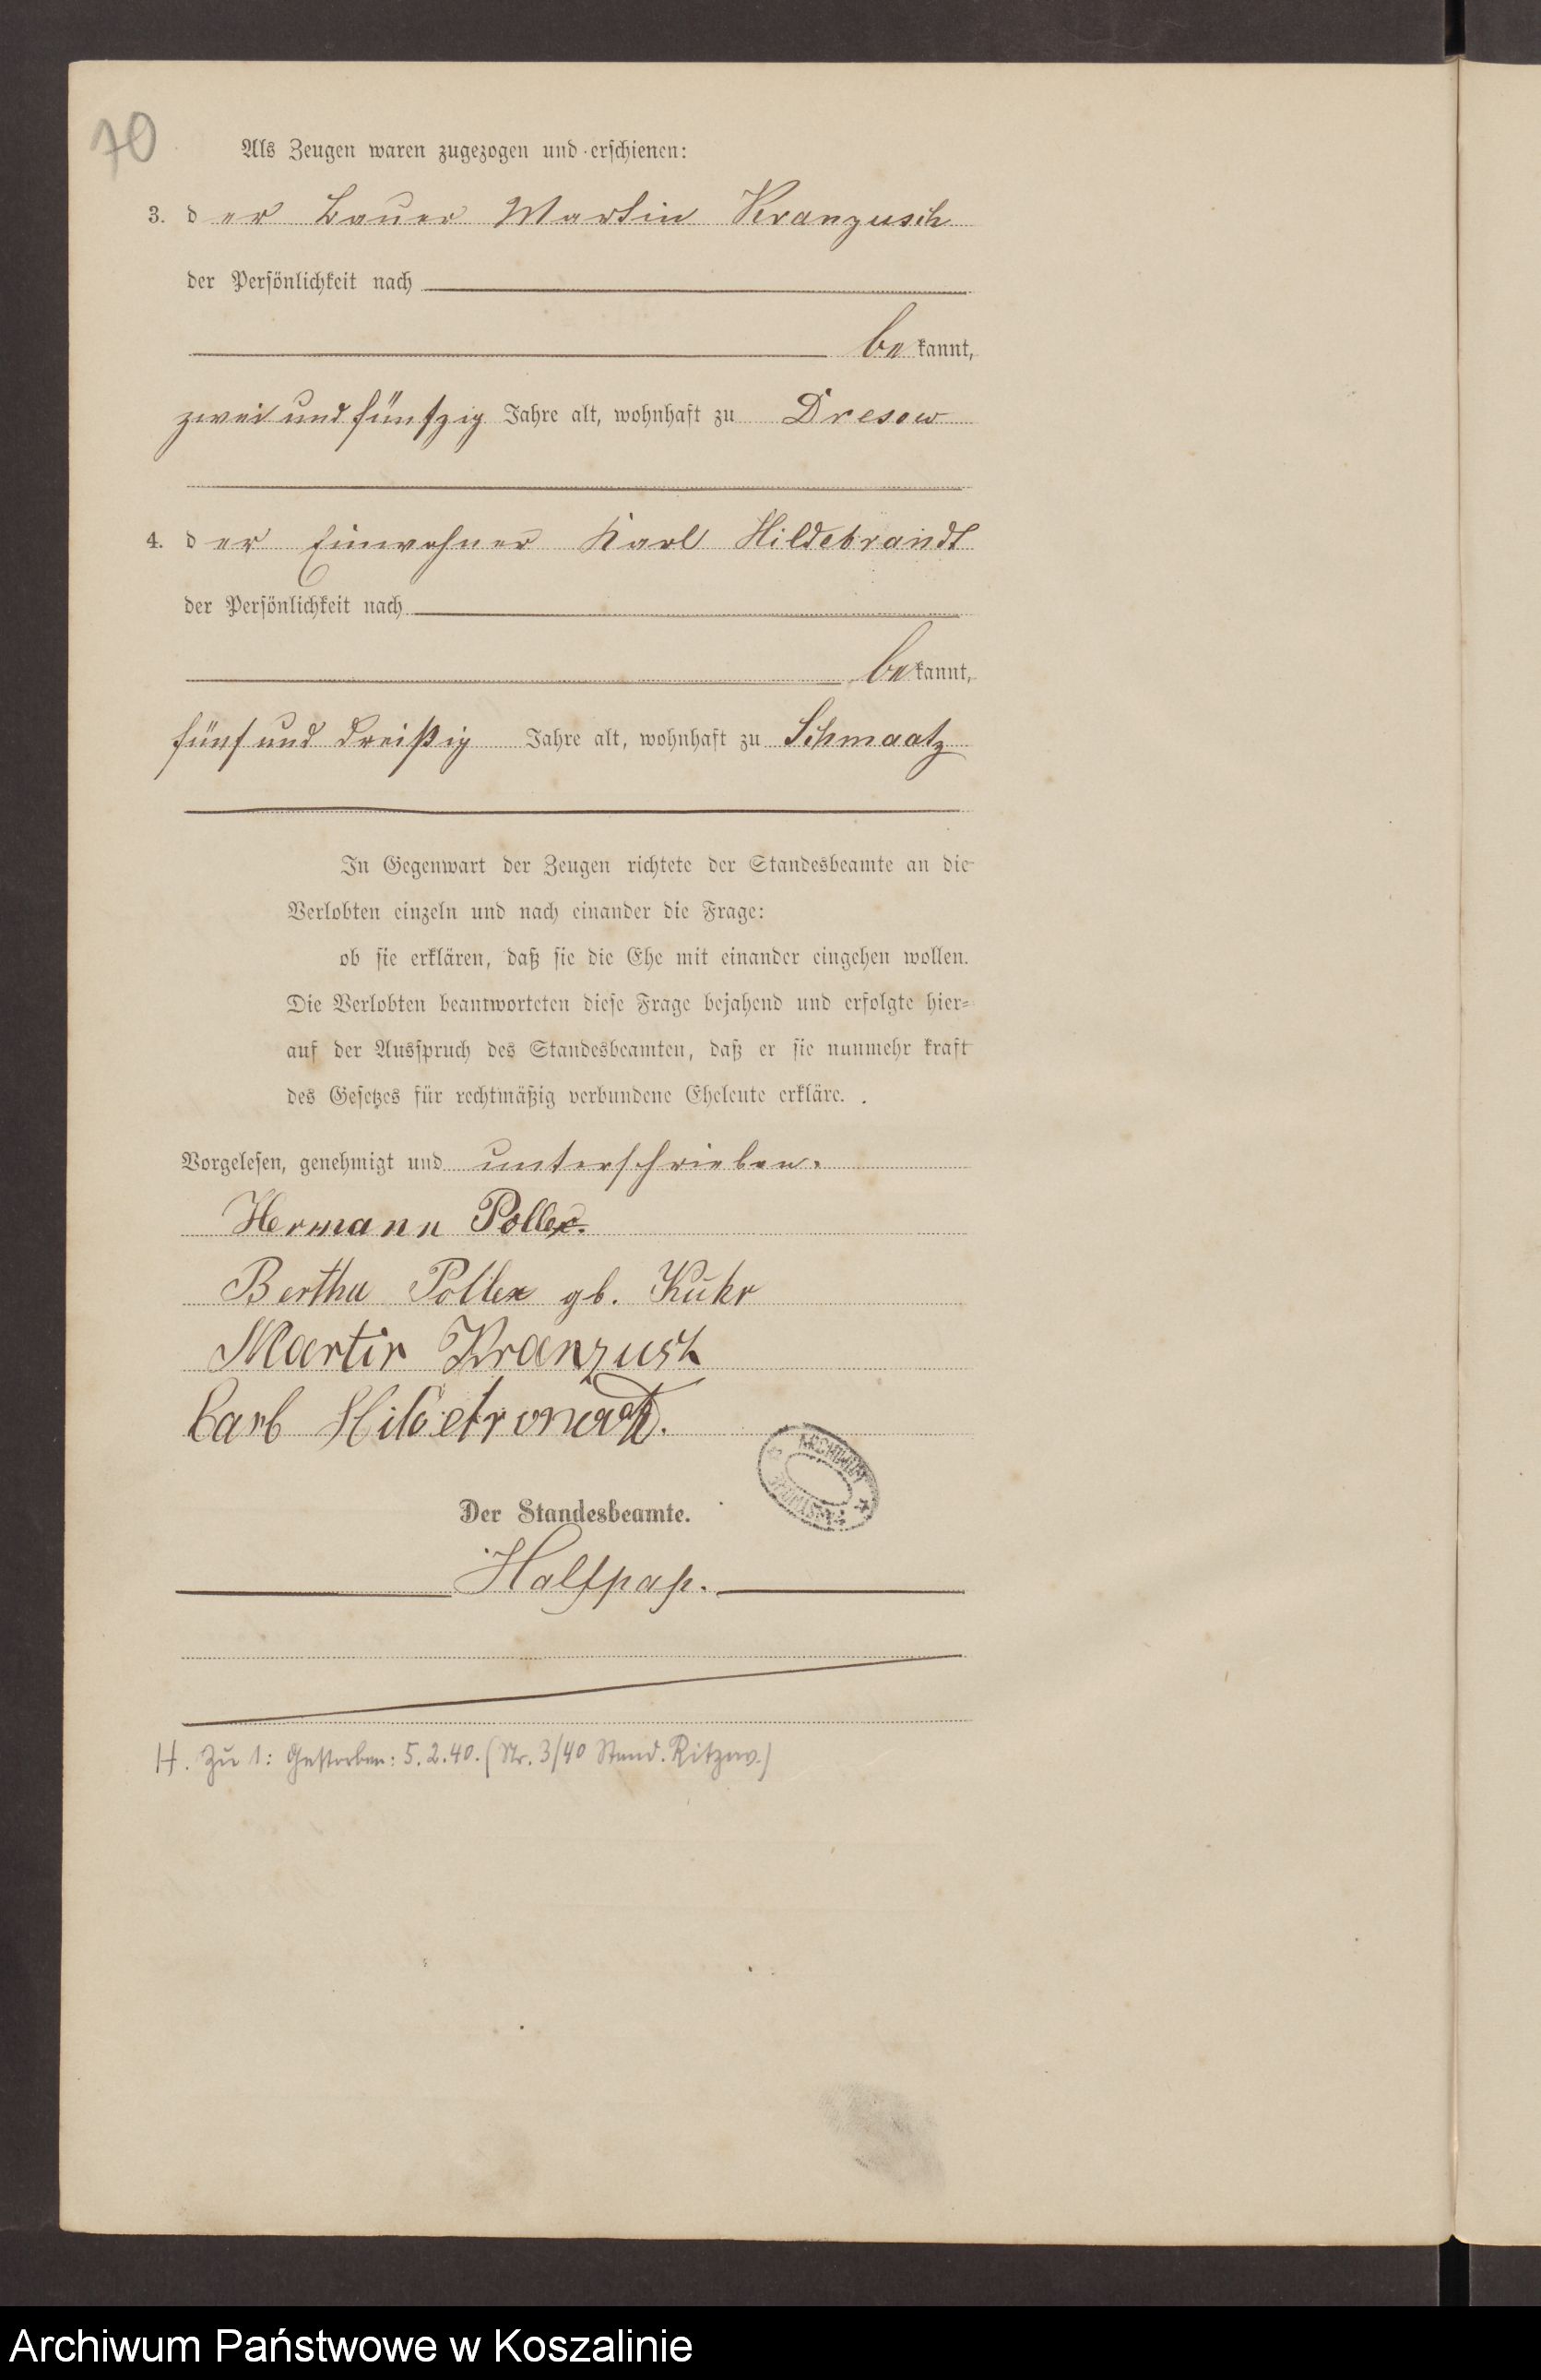 70
Als Zeugen waren zugezogen und erschienen:
3. der Bauer Martin Kranzusch
der Persönlichkeit nach
bekannt,
zwei und fünfzig Jahre alt, wohnhaft zu Dresow
4. der Einwohner Karl Hildebrandt
der Persönlichkeit nach
bekannt,
fünf und dreißig Jahre alt, wohnhaft zu Schmaatz
In Gegenwart der Zeugen richtete der Standesbeamte an die
Verlobten einzeln und nach einander die Frage:
ob sie erklären, daß sie die Ehe mit einander eingehen wollen.
Die Verlobten beantworteten diese Frage bejahend und erfolgte hier-
auf der Ausspruch des Standesbeamten, daß er sie nunmehr kraft
des Gesetzes für rechtmäßig verbundene Eheleute erkläre.
Vorgelesen, genehmigt und unterschrieben.
Hermann Pollex.
Bertha Pollex gb. Kuhr
Martin Kranzusch
Carl
Der Standesbeamte.
Halfpap.
H. Zu 1: Gestorben: 5.2.40. (Nr. 3/40 Stand. Ritzow.)
ARCHIWUM
Archiwum Państwowe w Koszalinie